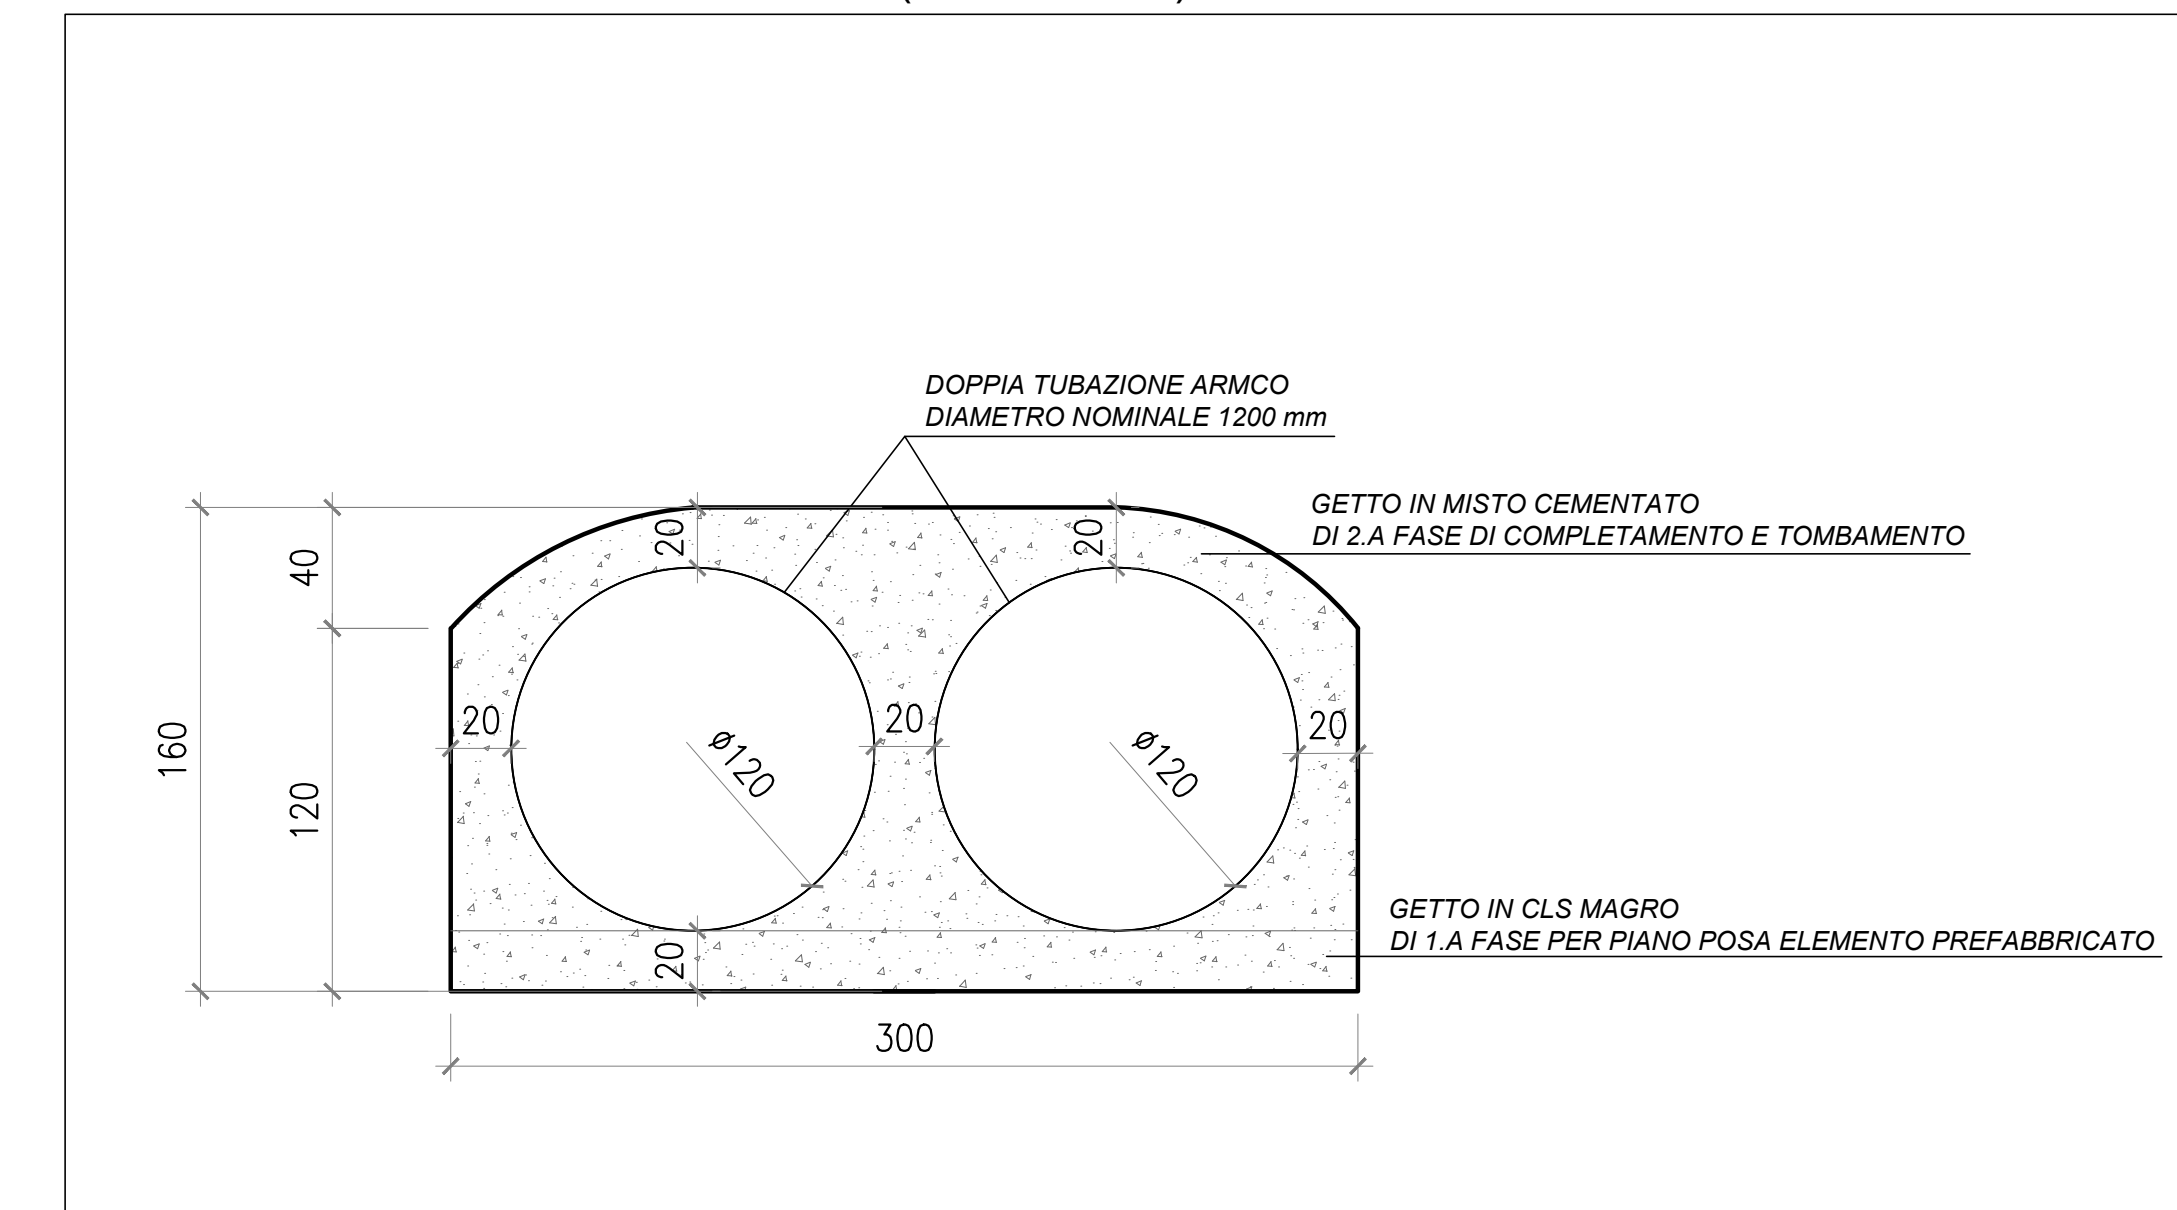 DOPPIA TUBAZIONE ARMCO
DIAMETRO NOMINALE 1200 mm
GETTO IN MISTO CEMENTATO
DI 2.A FASE DI COMPLETAMENTO E TOMBAMENTO
20
20
40
160
120
20
20
20
ø120
ø120
GETTO IN CLS MAGRO
DI 1.A FASE PER PIANO POSA ELEMENTO PREFABBRICATO
20
300